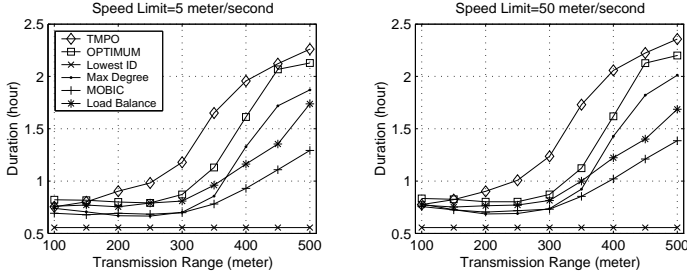 Speed Limit=5 meter/second
2.5
2
1.5
1
0.5
Duration (hour)
TMPO
OPTIMUM
Lowest ID
Max Degree
MOBIC
Load Balance
100 200 300 400 500
Transmission Range (meter)
Speed Limit=50 meter/second
2.5
2
1.5
1
0.5
Duration (hour)
100 200 300 400 500
Transmission Range (meter)